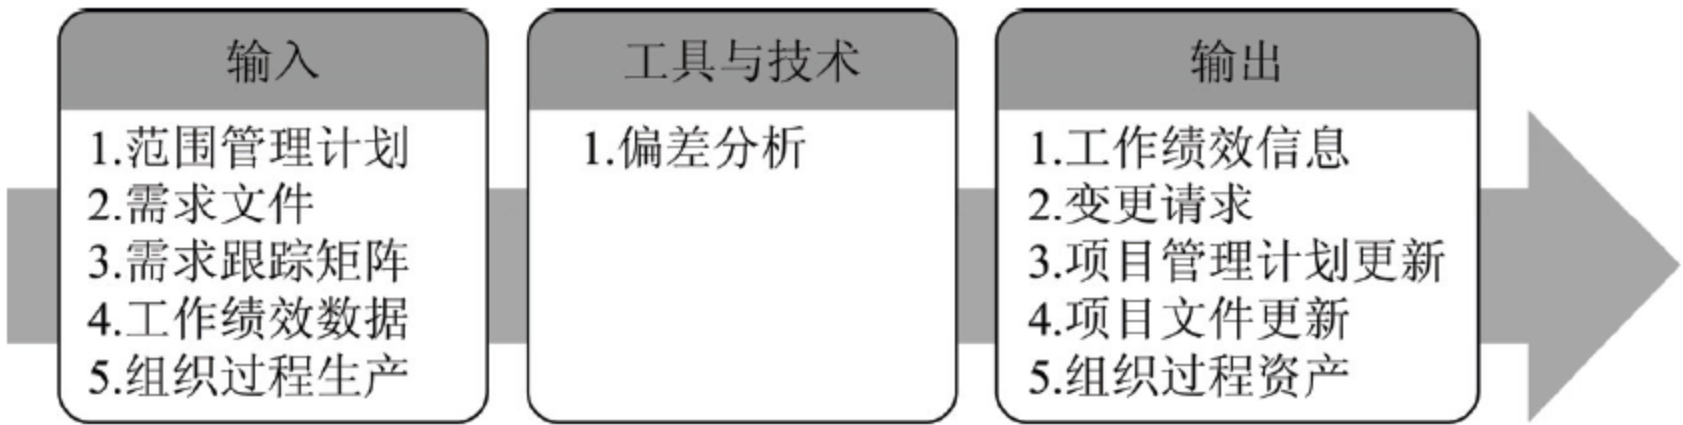 输入
1.范围管理计划
2.需求文件
3.需求跟踪矩阵
4.工作绩效数据
5.组织过程生产
工具与技术
1.偏差分析
输出
1.工作绩效信息
2.变更请求
3.项目管理计划更新
4.项目文件更新
5.组织过程资产